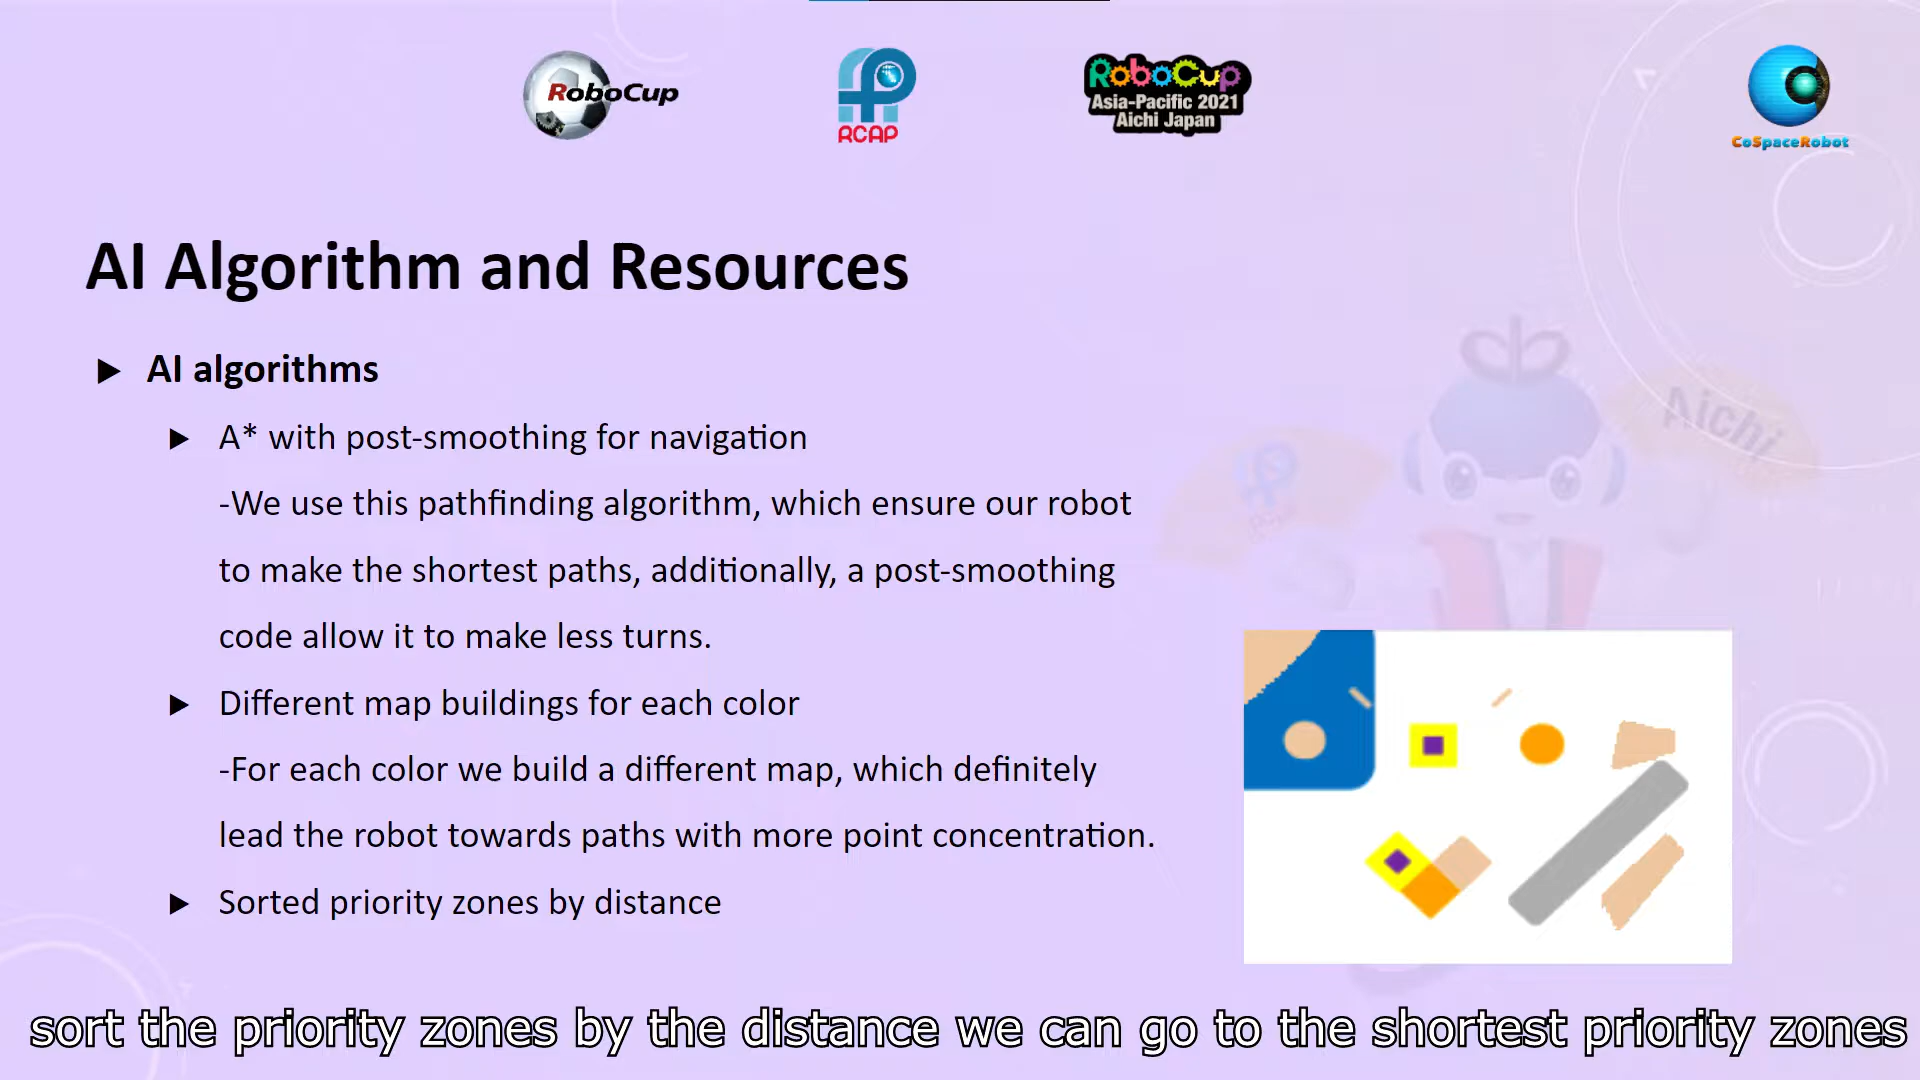 RoboCup
RCAP
RoboCup
Asia-Pacific 2021
Aichi Japan
CoSpaceRobot
AI Algorithm and Resources
AI algorithms
A* with post-smoothing for navigation
-We use this pathfinding algorithm, which ensure our robot
to make the shortest paths, additionally, a post-smoothing
code allow it to make less turns.
Different map buildings for each color
-For each color we build a different map, which definitely
lead the robot towards paths with more point concentration.
Sorted priority zones by distance
Aichi
sort the priority zones by the distance we can go to the shortest priority zones